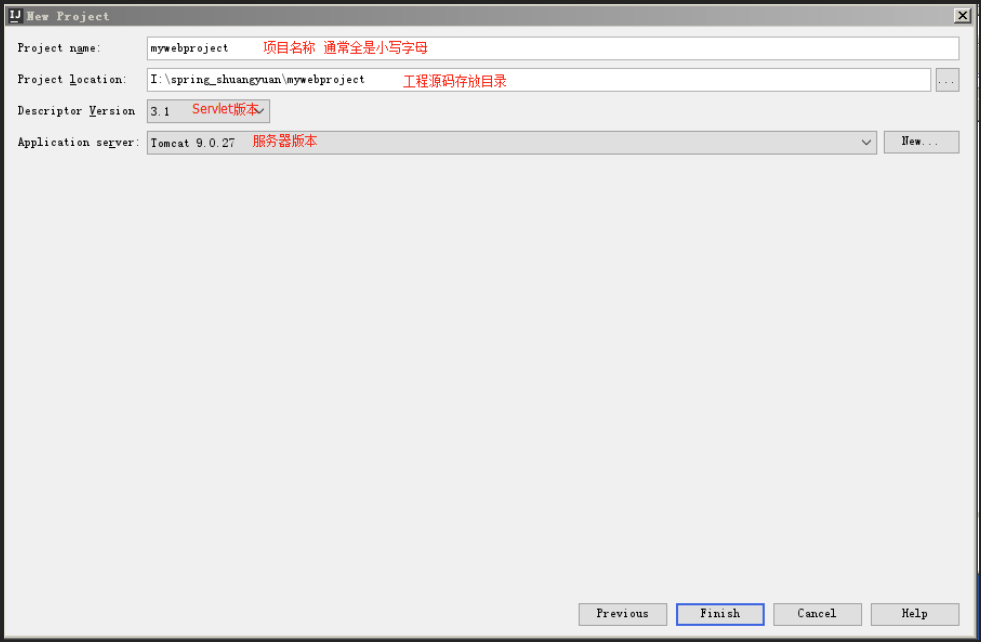 New Project
Project name: mywebproject 项目名称 通常全是小写字母
Project location: I:\spring_shuangyuan\mywebproject 工程源码存放目录 ...
Descriptor Version 3.1 Servlet版本
Application server: Tomcat 9.0.27 服务器版本 New...
Previous Finish Cancel Help